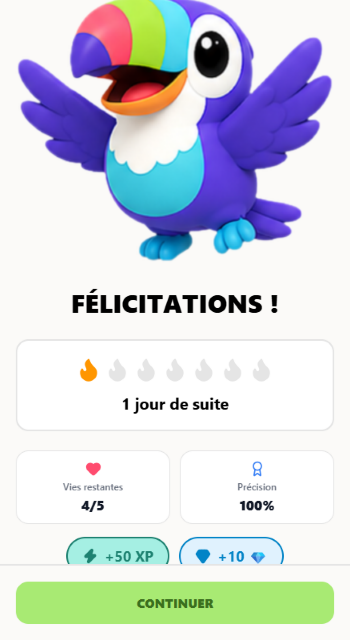 FÉLICITATIONS !
1 jour de suite
Vies restantes
4/5
Précision
100%
+50 XP
+10
CONTINUER